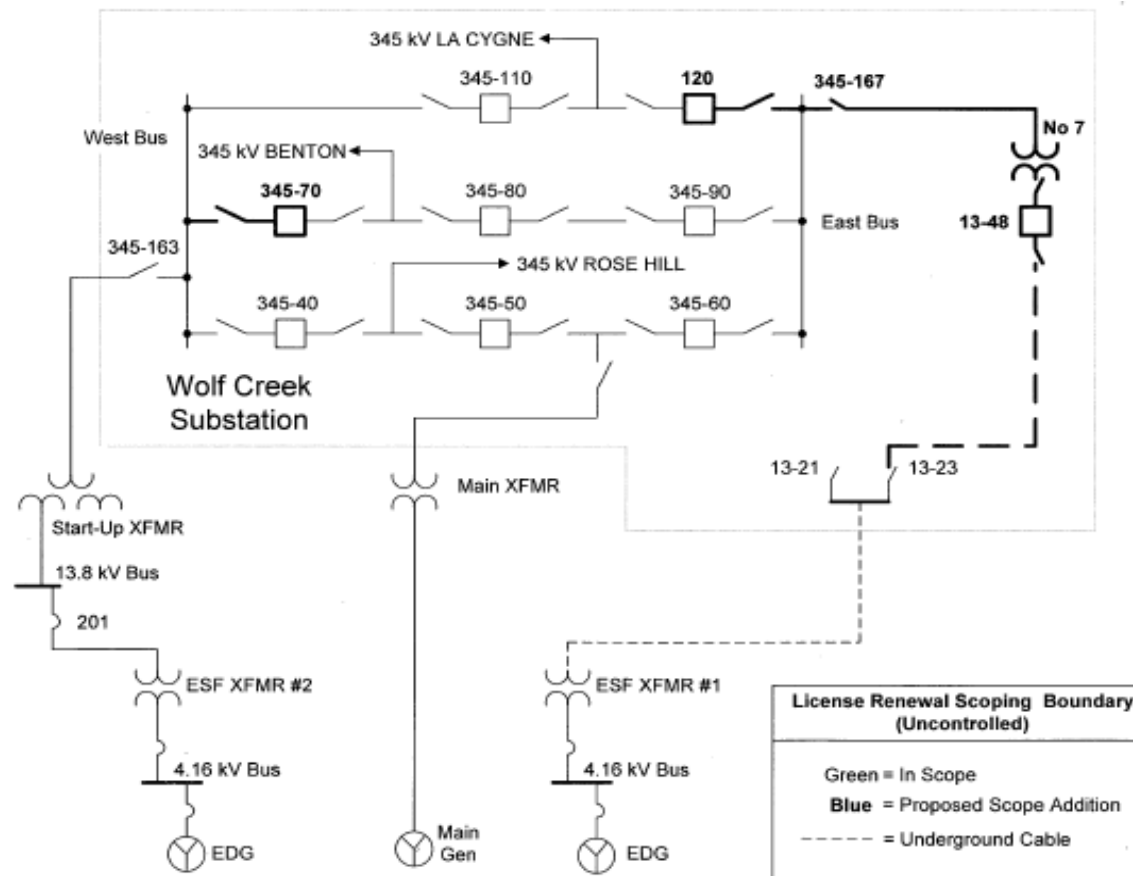 345 kV LA CYGNE
345-110
120
345-167
West Bus
No 7
345 kV BENTON
345-70
345-80
345-90
13-48
East Bus
345-163
345 kV ROSE HILL
345-40
345-50
345-60
Wolf Creek
Substation
13-21
13-23
Main XFMR
Start-Up XFMR
13.8 kV Bus
201
ESF XFMR #2
ESF XFMR #1
License Renewal Scoping Boundary
(Uncontrolled)
4.16 kV Bus
4.16 kV Bus
Green = In Scope
Blue = Proposed Scope Addition
= Underground Cable
EDG
Main
Gen
EDG